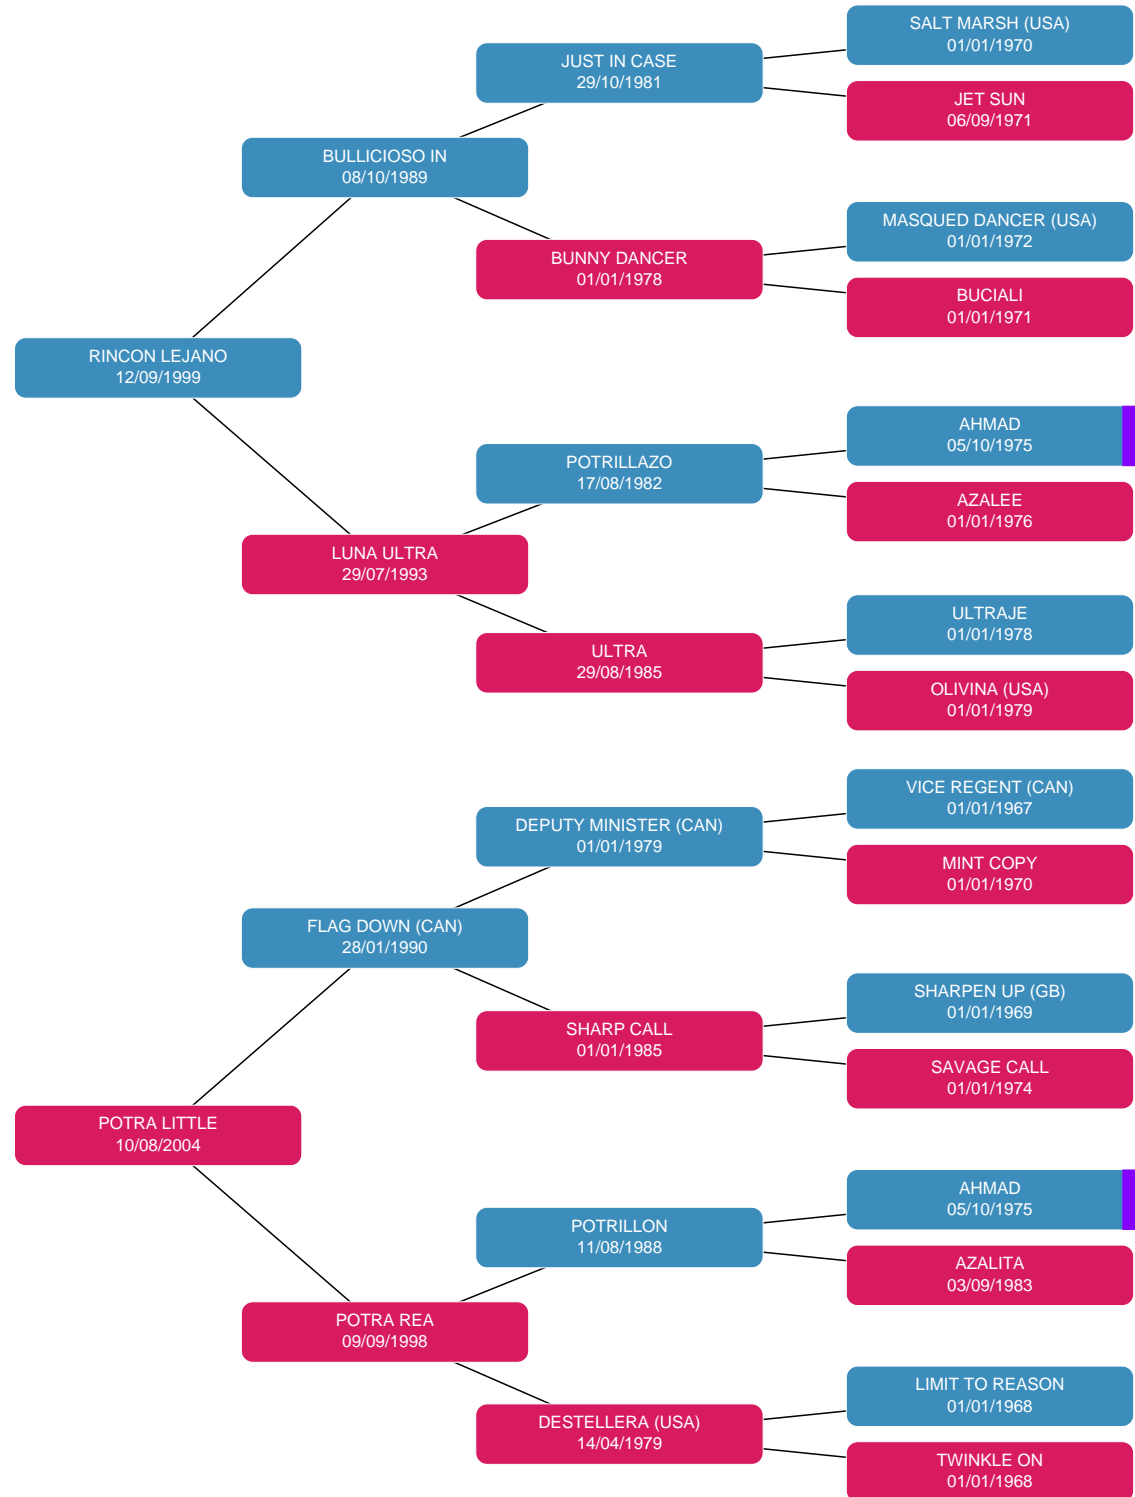 SALT MARSH (USA)
01/01/1970
JUST IN CASE
29/10/1981
JET SUN
06/09/1971
BULLICIOSO IN
08/10/1989
MASQUED DANCER (USA)
01/01/1972
BUNNY DANCER
01/01/1978
BUCIALI
01/01/1971
RINCON LEJANO
12/09/1999
AHMAD
05/10/1975
POTRILLAZO
17/08/1982
AZALEE
01/01/1976
LUNA ULTRA
29/07/1993
ULTRAJE
01/01/1978
ULTRA
29/08/1985
OLIVINA (USA)
01/01/1979
VICE REGENT (CAN)
01/01/1967
DEPUTY MINISTER (CAN)
01/01/1979
MINT COPY
01/01/1970
FLAG DOWN (CAN)
28/01/1990
SHARPEN UP (GB)
01/01/1969
SHARP CALL
01/01/1985
SAVAGE CALL
01/01/1974
POTRA LITTLE
10/08/2004
AHMAD
05/10/1975
POTRILLON
11/08/1988
AZALITA
03/09/1983
POTRA REA
09/09/1998
LIMIT TO REASON
01/01/1968
DESTELLERA (USA)
14/04/1979
TWINKLE ON
01/01/1968